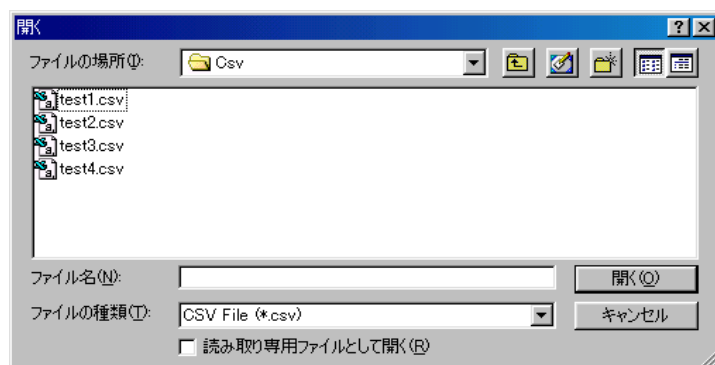 開く
ファイルの場所(I): Csv
test1.csv
test2.csv
test3.csv
test4.csv
ファイル名(N): 開く(O)
ファイルの種類(T): CSV File (*.csv) キャンセル
読み取り専用ファイルとして開く(R)